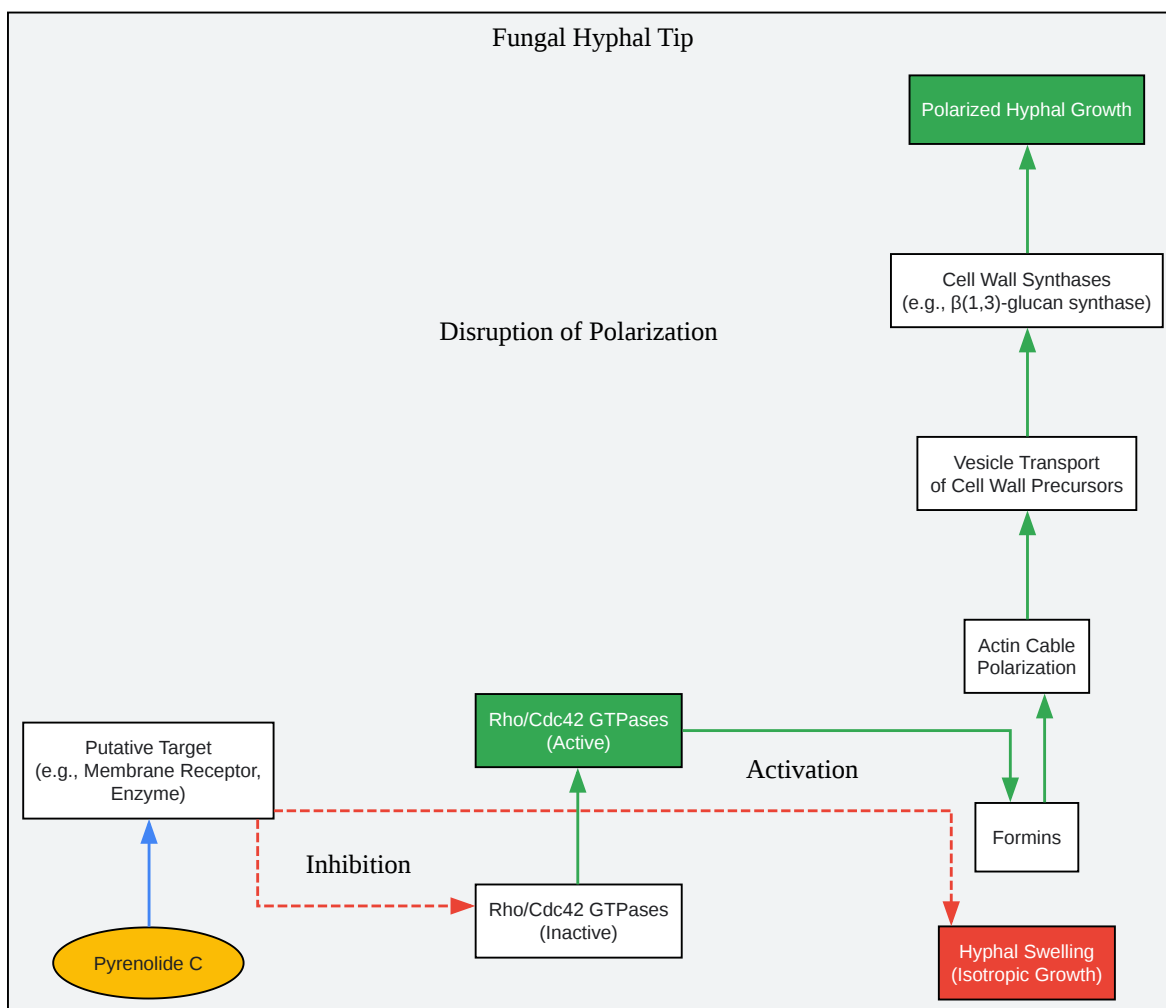 Fungal Hyphal Tip
Polarized Hyphal Growth
Cell Wall Synthases
(e.g., β(1,3)-glucan synthase)
Disruption of Polarization
Vesicle Transport
of Cell Wall Precursors
Actin Cable
Polarization
Rho/Cdc42 GTPases
(Active)
Putative Target
(e.g., Membrane Receptor,
Enzyme)
Activation
Formins
Inhibition
Rho/Cdc42 GTPases
(Inactive)
Pyrenolide C
Hyphal Swelling
(Isotropic Growth)